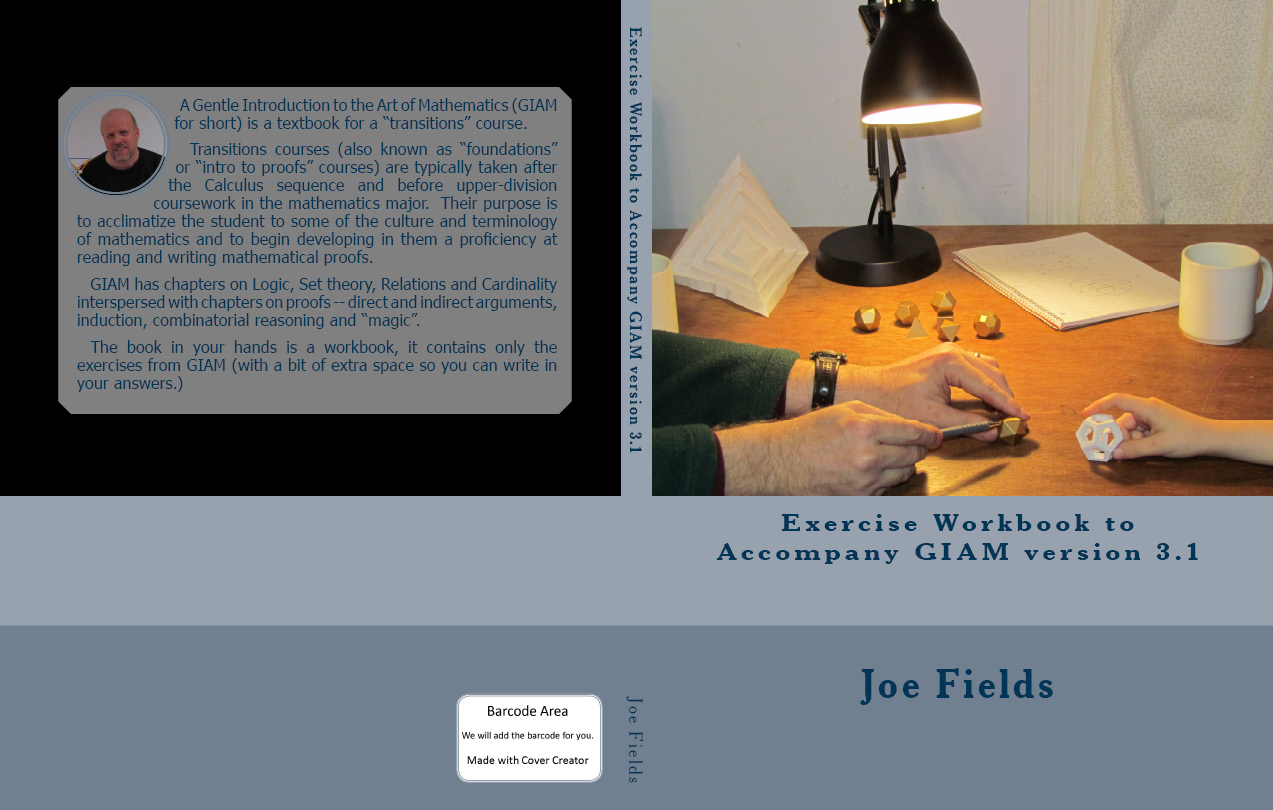 A Gentle Introduction to the Art of Mathematics (GIAM
for short) is a textbook for a “transitions” course.
Transitions courses (also known as “foundations”
or “intro to proofs” courses) are typically taken after
the Calculus sequence and before upper-division
coursework in the mathematics major. Their purpose is
to acclimatize the student to some of the culture and terminology
of mathematics and to begin developing in them a proficiency at
reading and writing mathematical proofs.
GIAM has chapters on Logic, Set theory, Relations and Cardinality
interspersed with chapters on proofs -- direct and indirect arguments,
induction, combinatorial reasoning and “magic”.
The book in your hands is a workbook, it contains only the
exercises from GIAM (with a bit of extra space so you can write in
your answers.)
Barcode Area
We will add the barcode for you.
Made with Cover Creator
Exercise Workbook to Accompany GIAM version 3.1
Joe Fields
Exercise Workbook to
Accompany GIAM version 3.1
Joe Fields